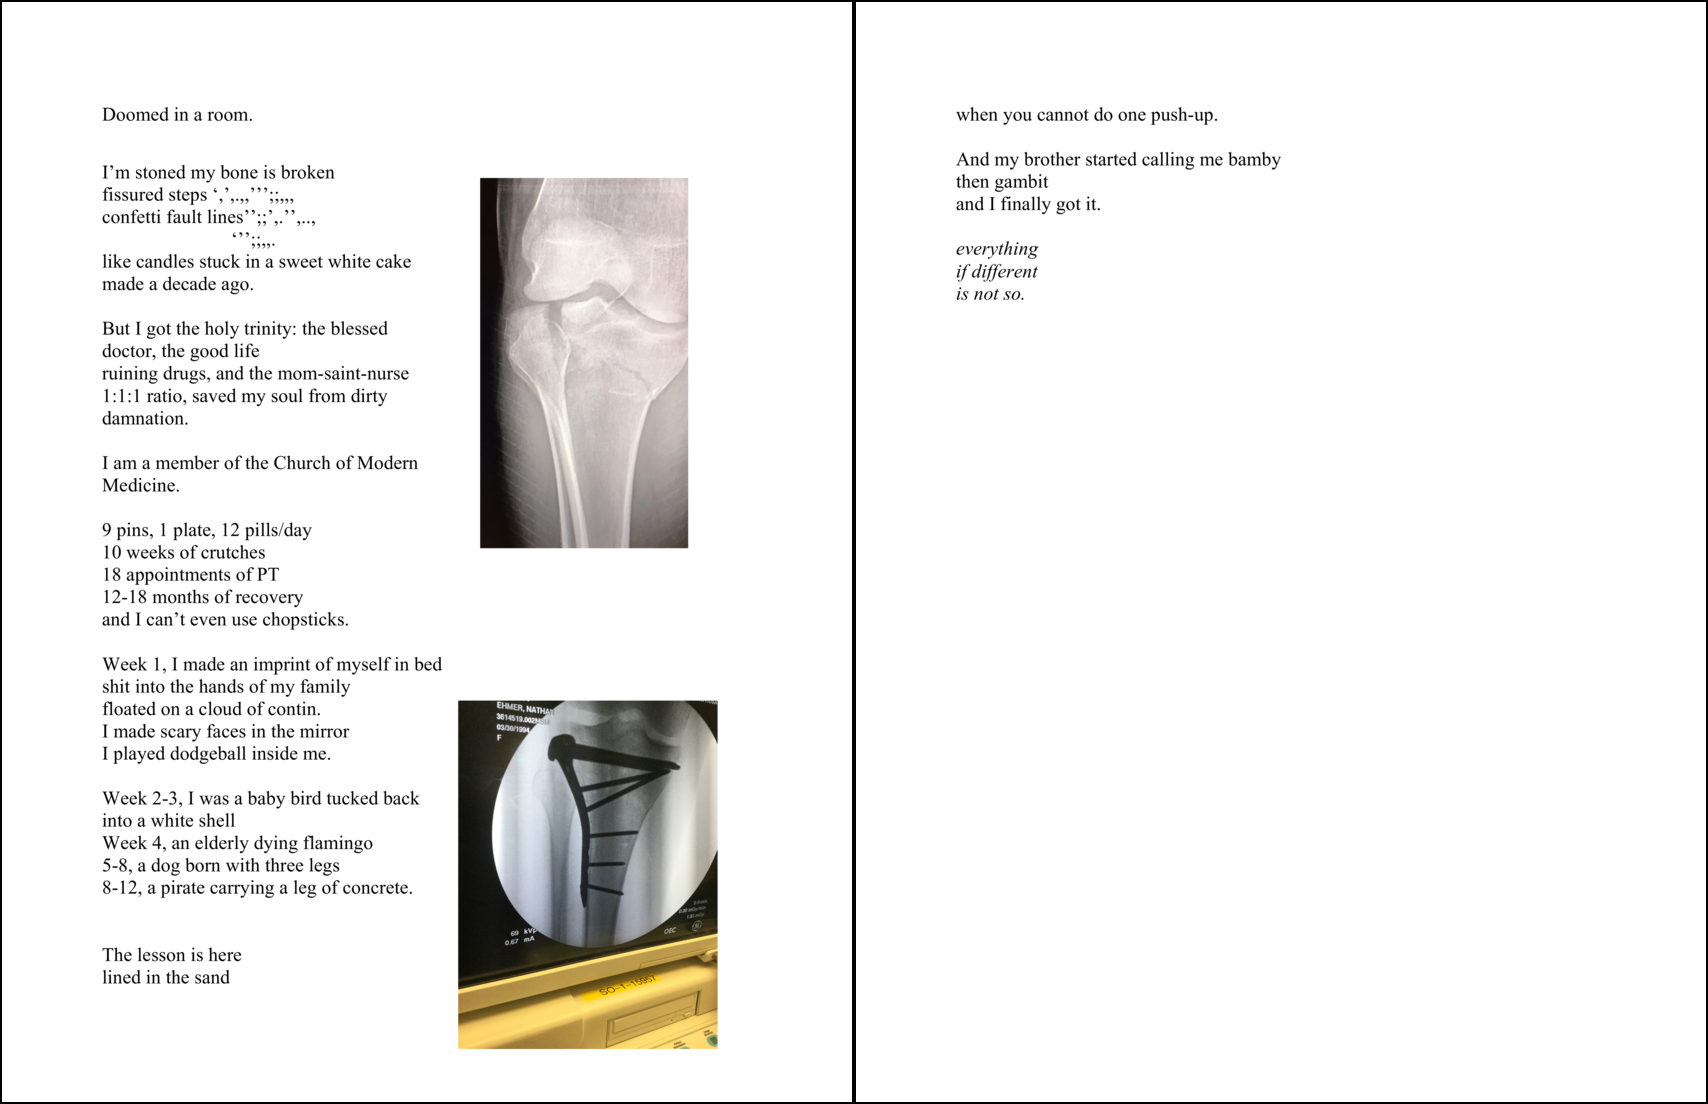 Doomed in a room.
I’m stoned my bone is broken
fissured steps ‘,’,.,,’’’;;,,,
confetti fault lines’’;;’,.’’,..,
‘’’;;,,.
like candles stuck in a sweet white cake
made a decade ago.
But I got the holy trinity: the blessed
doctor, the good life
ruining drugs, and the mom-saint-nurse
1:1:1 ratio, saved my soul from dirty
damnation.
I am a member of the Church of Modern
Medicine.
9 pins, 1 plate, 12 pills/day
10 weeks of crutches
18 appointments of PT
12-18 months of recovery
and I can’t even use chopsticks.
Week 1, I made an imprint of myself in bed
shit into the hands of my family
floated on a cloud of contin.
I made scary faces in the mirror
I played dodgeball inside me.
Week 2-3, I was a baby bird tucked back
into a white shell
Week 4, an elderly dying flamingo
5-8, a dog born with three legs
8-12, a pirate carrying a leg of concrete.
The lesson is here
lined in the sand
EHMER, NATHA
3614519.002
03/30/1994
F
69 kVp
0.67 mA
OEC
SO-1-15957
when you cannot do one push-up.
And my brother started calling me bamby
then gambit
and I finally got it.
everything
if different
is not so.